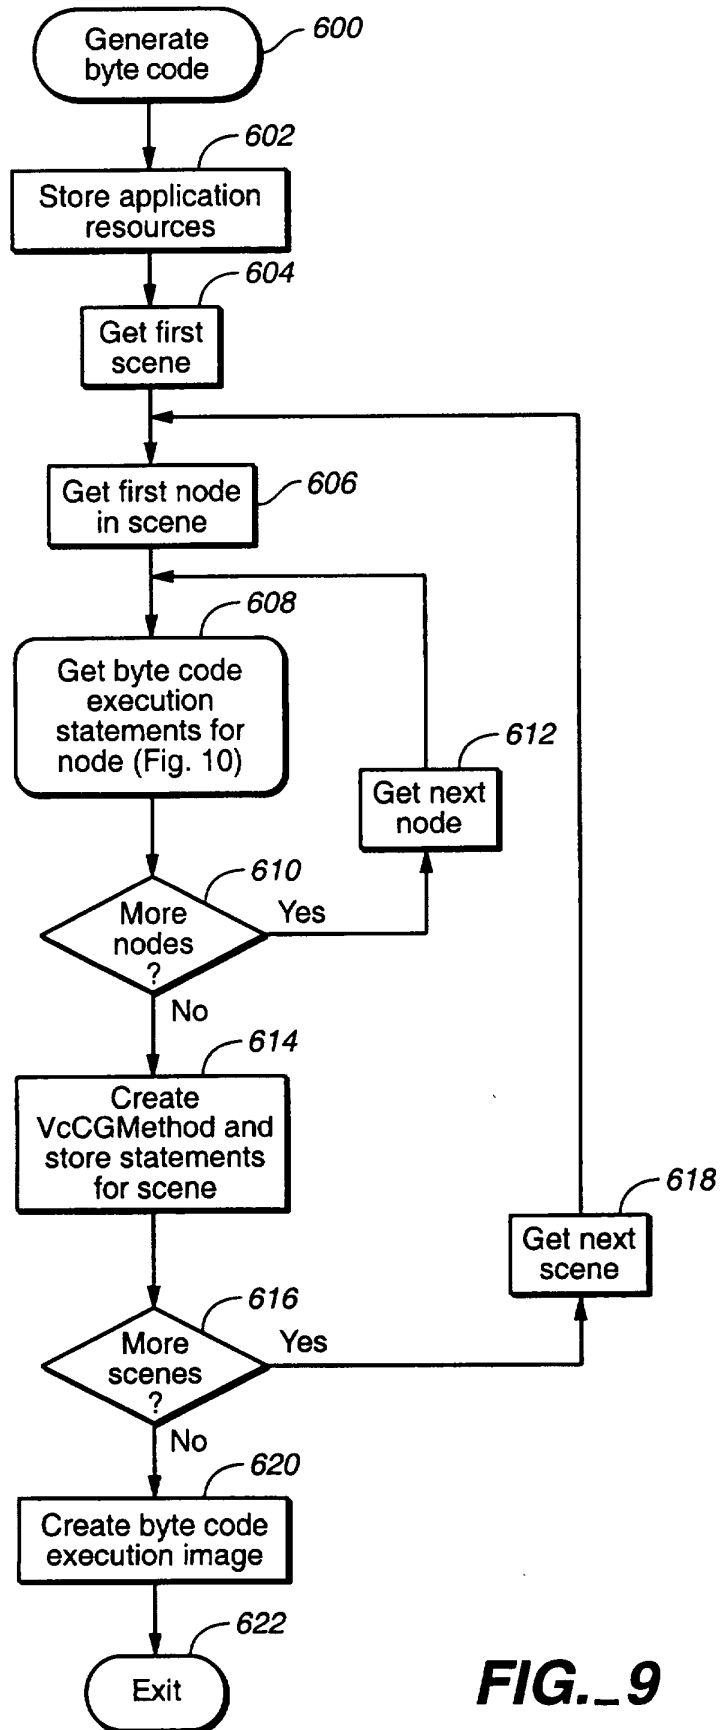 Generate
byte code
600
602
Store application
resources
604
Get first
scene
Get first node
in scene
606
608
Get byte code
execution
statements for
node (Fig. 10)
612
Get next
node
610
More
nodes
?
Yes
No
614
Create
VcCGMethod and
store statements
for scene
618
Get next
scene
616
More
scenes
?
Yes
No
620
Create byte code
execution image
622
Exit
FIG._9